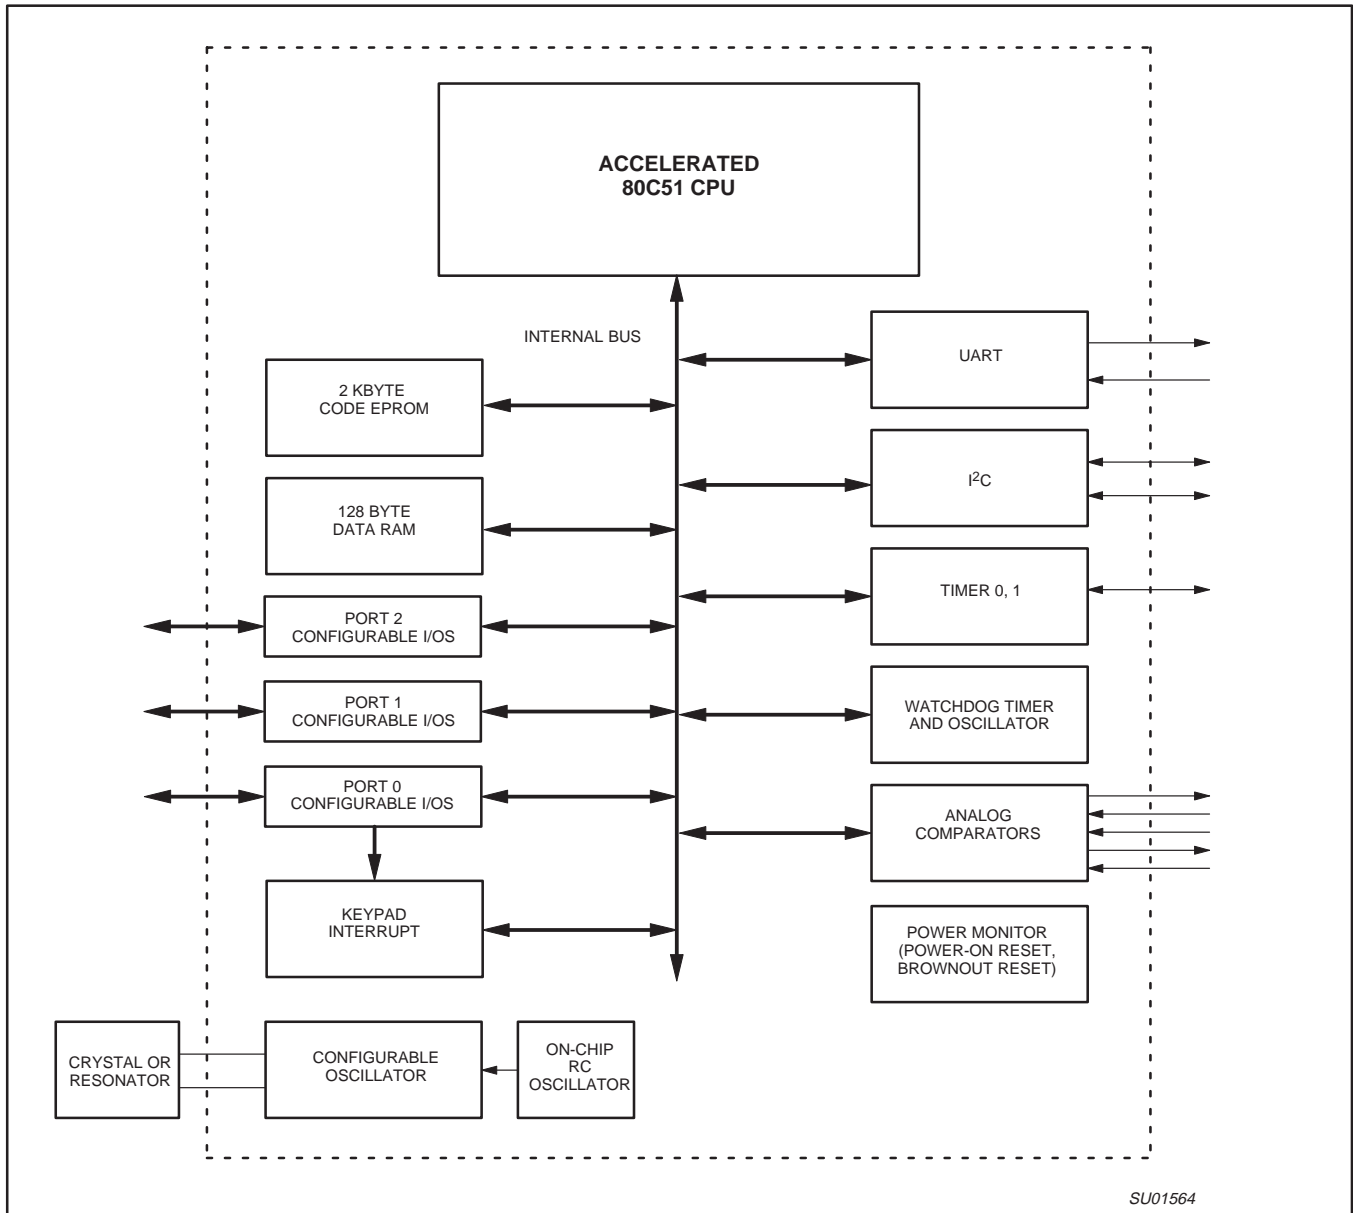 ACCELERATED
80C51 CPU
INTERNAL BUS
UART
2 KBYTE
CODE EPROM
I²C
128 BYTE
DATA RAM
TIMER 0, 1
PORT 2
CONFIGURABLE I/OS
PORT 1
CONFIGURABLE I/OS
WATCHDOG TIMER
AND OSCILLATOR
PORT 0
CONFIGURABLE I/OS
ANALOG
COMPARATORS
KEYPAD
INTERRUPT
POWER MONITOR
(POWER-ON RESET,
BROWNOUT RESET)
CRYSTAL OR
RESONATOR
CONFIGURABLE
OSCILLATOR
ON-CHIP
RC
OSCILLATOR
SU01564